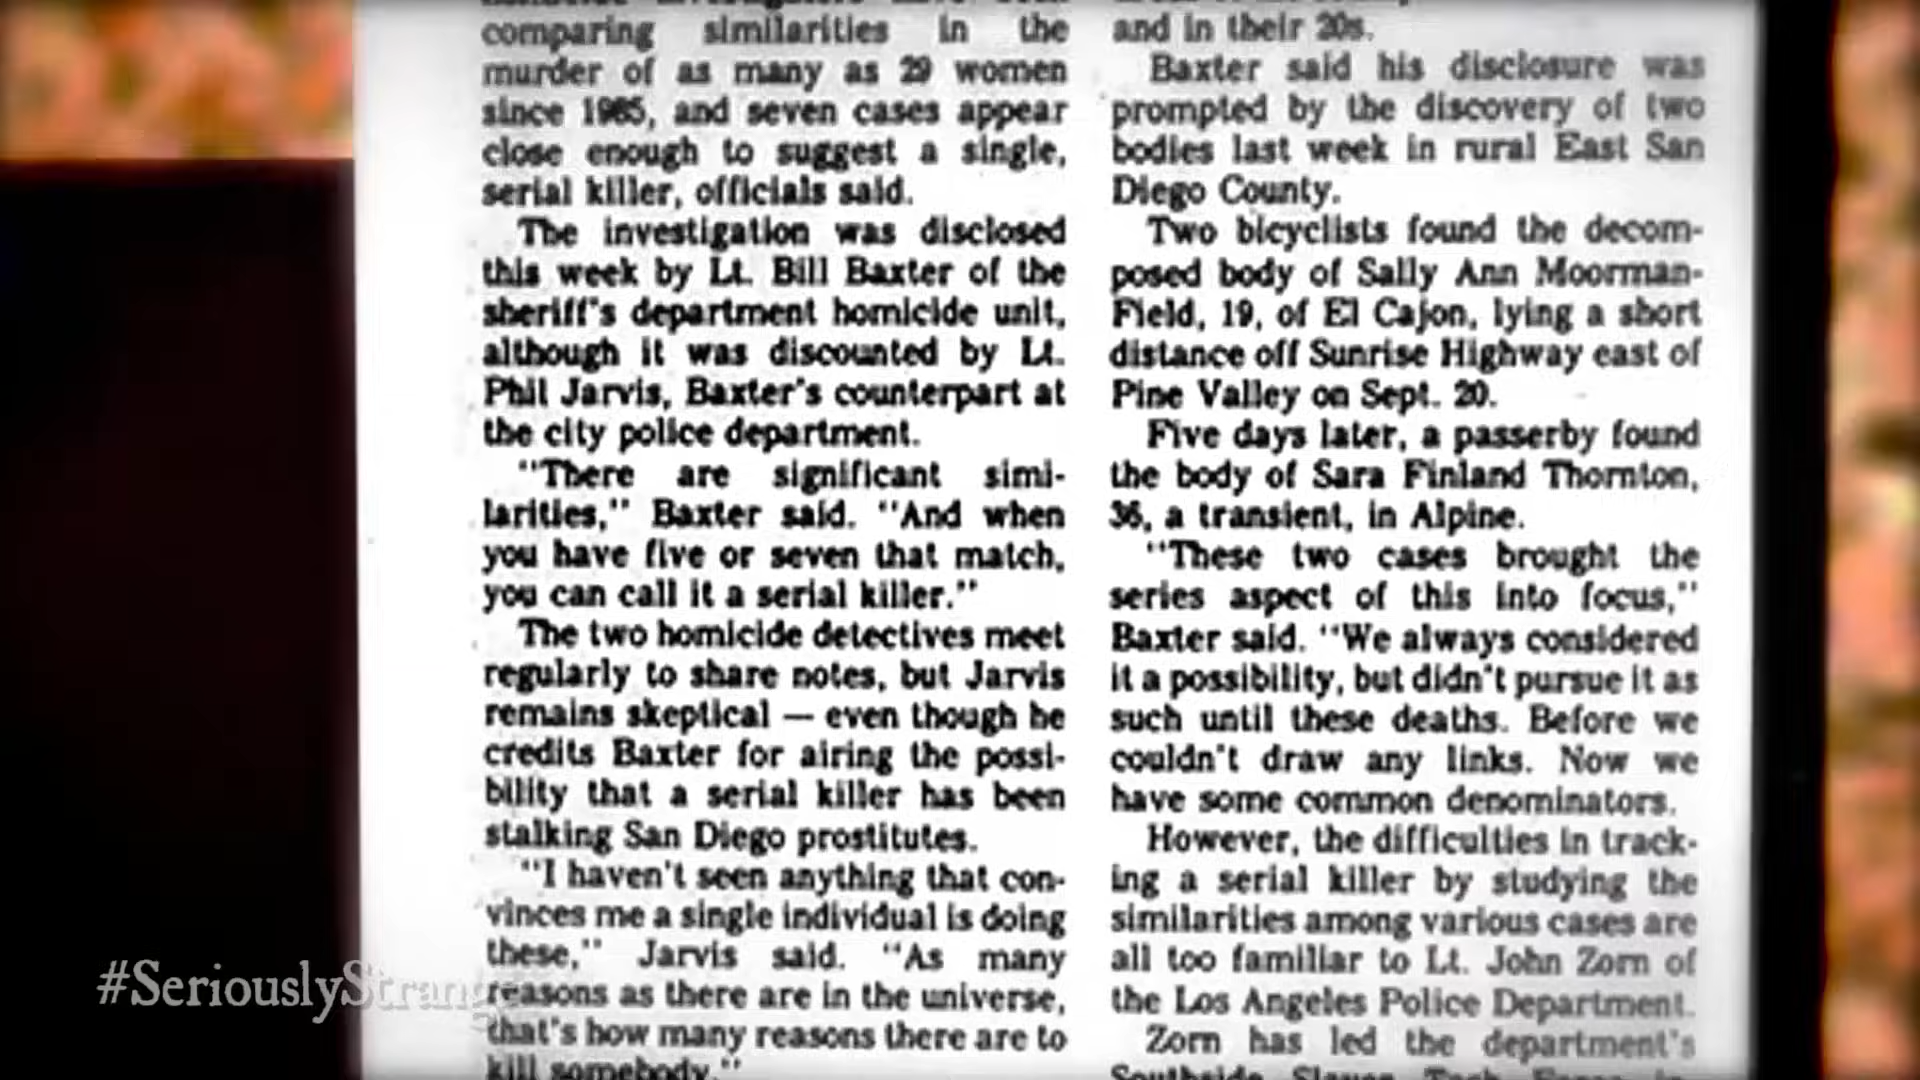 comparing similarities in the
murder of as many as 29 women
since 1985, and seven cases appear
close enough to suggest a single,
serial killer, officials said.
The investigation was disclosed
this week by Lt. Bill Baxter of the
sheriff's department homicide unit,
although it was discounted by Lt.
Phil Jarvis, Baxter's counterpart at
the city police department.
"There are significant simi-
larities," Baxter said. "And when
you have five or seven that match,
you can call it a serial killer."
The two homicide detectives meet
regularly to share notes, but Jarvis
remains skeptical — even though he
credits Baxter for airing the possi-
bility that a serial killer has been
stalking San Diego prostitutes.
"I haven't seen anything that con-
vinces me a single individual is doing
these," Jarvis said. "As many
reasons as there are in the universe,
that's how many reasons there are to
kill somebody."
and in their 20s.
Baxter said his disclosure was
prompted by the discovery of two
bodies last week in rural East San
Diego County.
Two bicyclists found the decom-
posed body of Sally Ann Moorman-
Field, 19, of El Cajon, lying a short
distance off Sunrise Highway east of
Pine Valley on Sept. 20.
Five days later, a passerby found
the body of Sara Finland Thornton,
36, a transient, in Alpine.
"These two cases brought the
series aspect of this into focus,"
Baxter said. "We always considered
it a possibility, but didn't pursue it as
such until these deaths. Before we
couldn't draw any links. Now we
have some common denominators.
However, the difficulties in track-
ing a serial killer by studying the
similarities among various cases are
all too familiar to Lt. John Zorn of
the Los Angeles Police Department.
Zorn has led the department's
#SeriouslyStrange